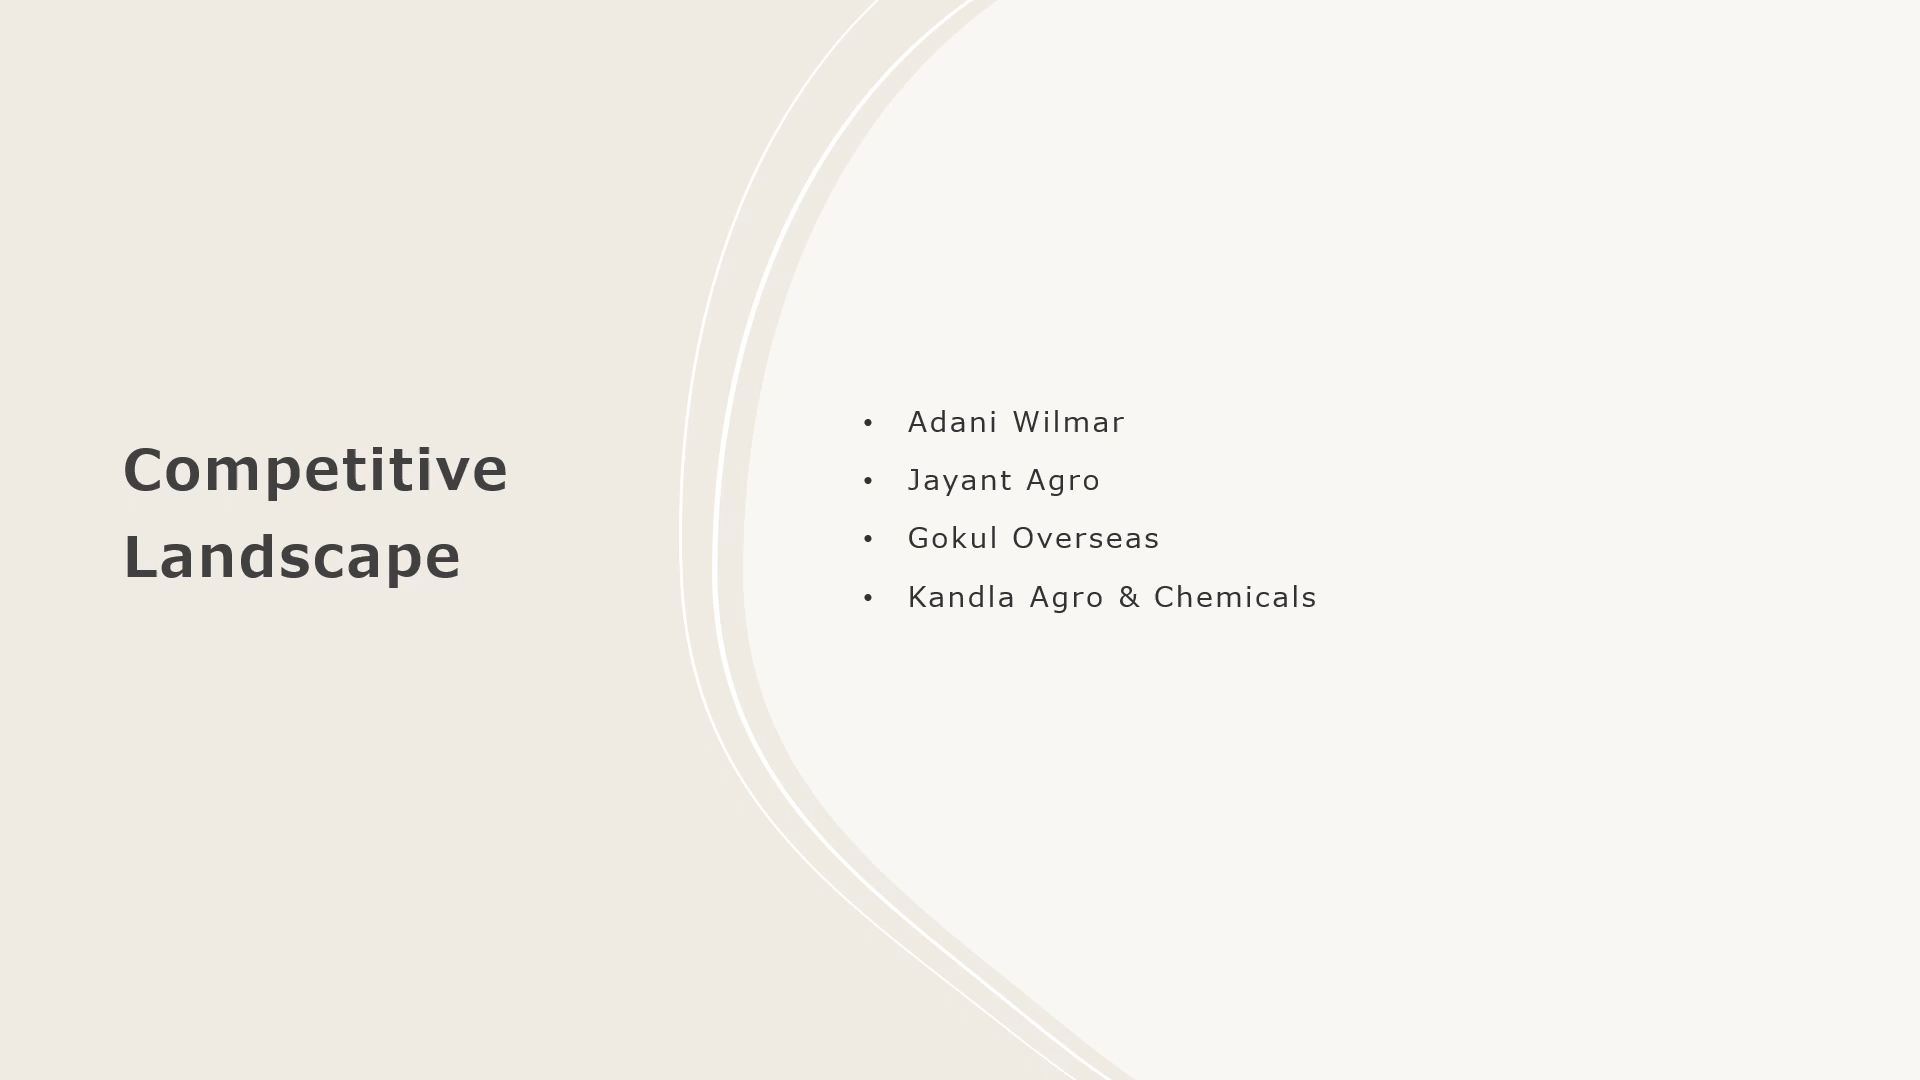 Competitive
Landscape
• Adani Wilmar
• Jayant Agro
• Gokul Overseas
• Kandla Agro & Chemicals